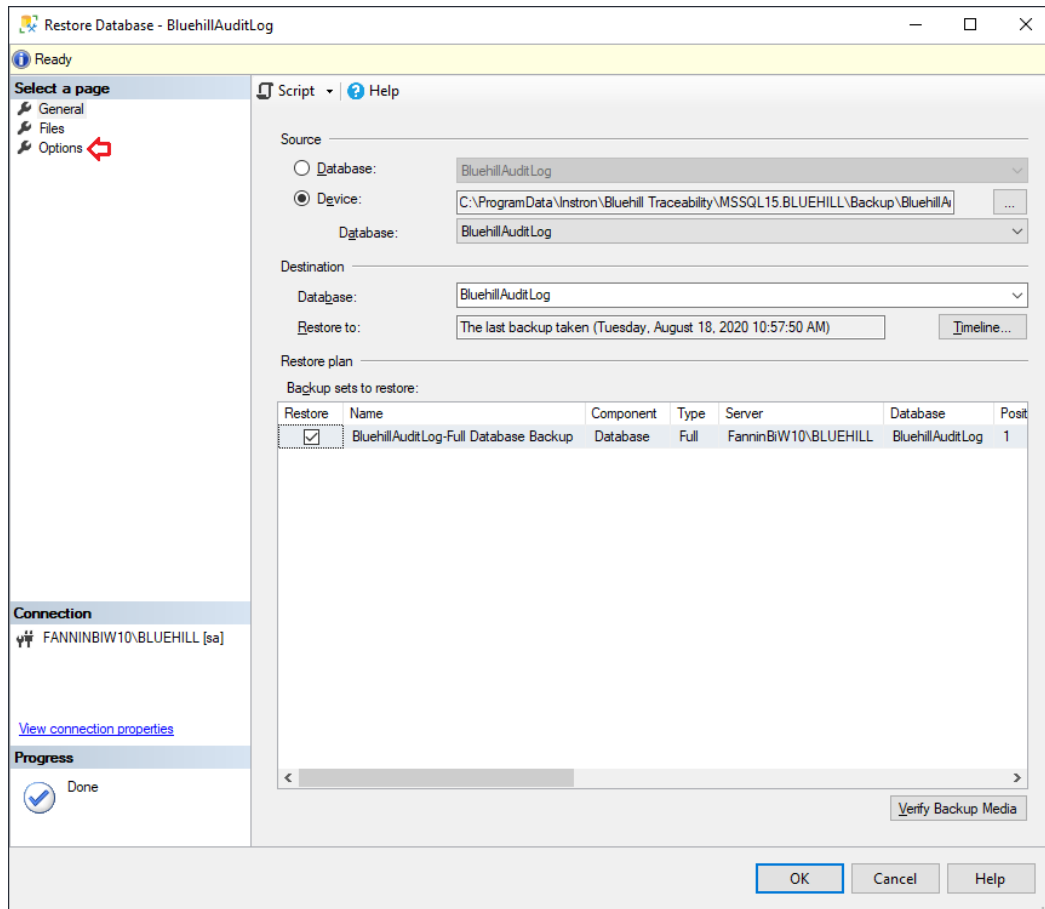 Restore Database - BluehillAuditLog
Ready
Select a page
General
Files
Options
Script Help
Source
Database: BluehillAuditLog
Device: C:\ProgramData\Instron\Bluehill Traceability\MSSQL15.BLUEHILL\Backup\BluehillAu ...
Database: BluehillAuditLog
Destination
Database: BluehillAuditLog
Restore to: The last backup taken (Tuesday, August 18, 2020 10:57:50 AM) Timeline...
Restore plan
Backup sets to restore:
Restore Name Component Type Server Database Posit
BluehillAuditLog-Full Database Backup Database Full FanninBiW10\BLUEHILL BluehillAuditLog 1
Connection
FANNINBIW10\BLUEHILL [sa]
View connection properties
Progress
Done
Verify Backup Media
OK Cancel Help